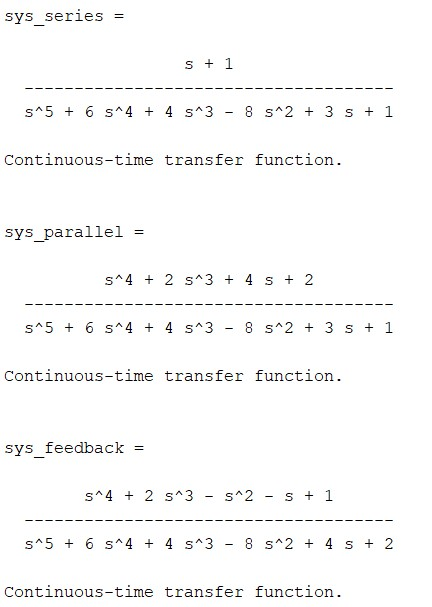 sys_series =
s + 1
-------------------------------------
s^5 + 6 s^4 + 4 s^3 - 8 s^2 + 3 s + 1
Continuous-time transfer function.
sys_parallel =
s^4 + 2 s^3 + 4 s + 2
-------------------------------------
s^5 + 6 s^4 + 4 s^3 - 8 s^2 + 3 s + 1
Continuous-time transfer function.
sys_feedback =
s^4 + 2 s^3 - s^2 - s + 1
-------------------------------------
s^5 + 6 s^4 + 4 s^3 - 8 s^2 + 4 s + 2
Continuous-time transfer function.